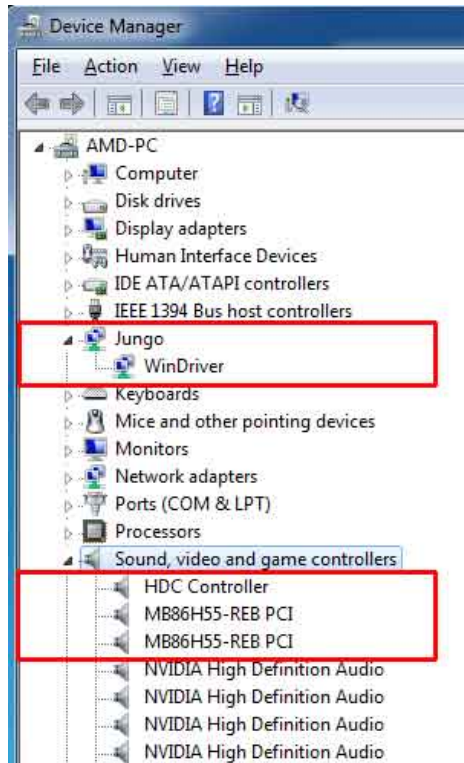 Device Manager
File Action View Help
AMD-PC
Computer
Disk drives
Display adapters
Human Interface Devices
IDE ATA/ATAPI controllers
IEEE 1394 Bus host controllers
Jungo
WinDriver
Keyboards
Mice and other pointing devices
Monitors
Network adapters
Ports (COM & LPT)
Processors
Sound, video and game controllers
HDC Controller
MB86H55-REB PCI
MB86H55-REB PCI
NVIDIA High Definition Audio
NVIDIA High Definition Audio
NVIDIA High Definition Audio
NVIDIA High Definition Audio